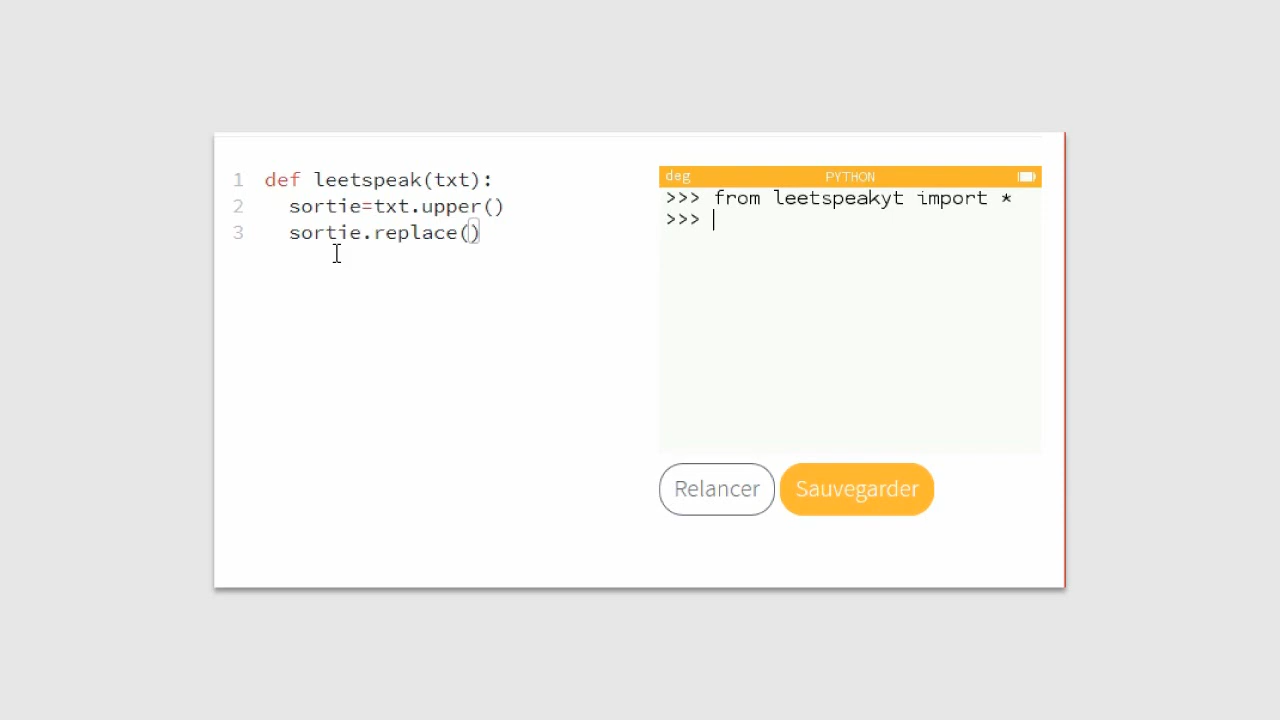 1 def leetspeak(txt):
2 sortie=txt.upper()
3 sortie.replace()
deg PYTHON
>>> from leetspeakyt import *
>>>
Relancer Sauvegarder